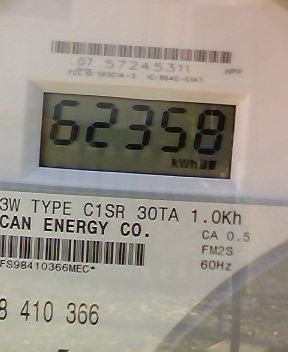 07 57245311
62358
kWh
3W TYPE C1SR 30TA 1.0Kh
CAN ENERGY CO.
CA 0.5
FM2S
60Hz
FS98410366MEC*
8 410 366